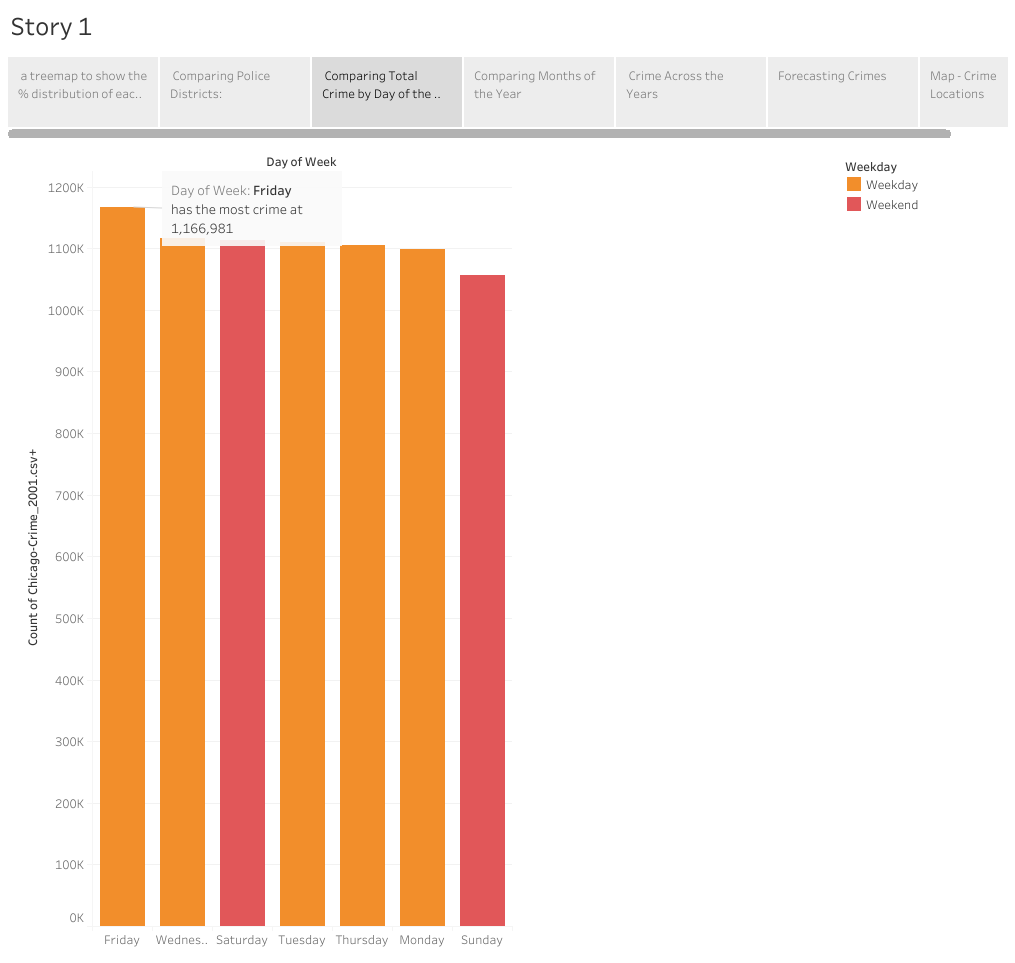 Story 1
a treemap to show the
% distribution of eac..
Comparing Police
Districts:
Comparing Total
Crime by Day of the ..
Comparing Months of
the Year
Crime Across the
Years
Forecasting Crimes
Map - Crime
Locations
Day of Week
Day of Week: Friday
has the most crime at
1,166,981
Weekday
Weekday
Weekend
1200K
1100K
1000K
900K
800K
700K
600K
500K
400K
300K
200K
100K
0K
Count of Chicago-Crime_2001.csv+
Friday
Wednes..
Saturday
Tuesday
Thursday
Monday
Sunday